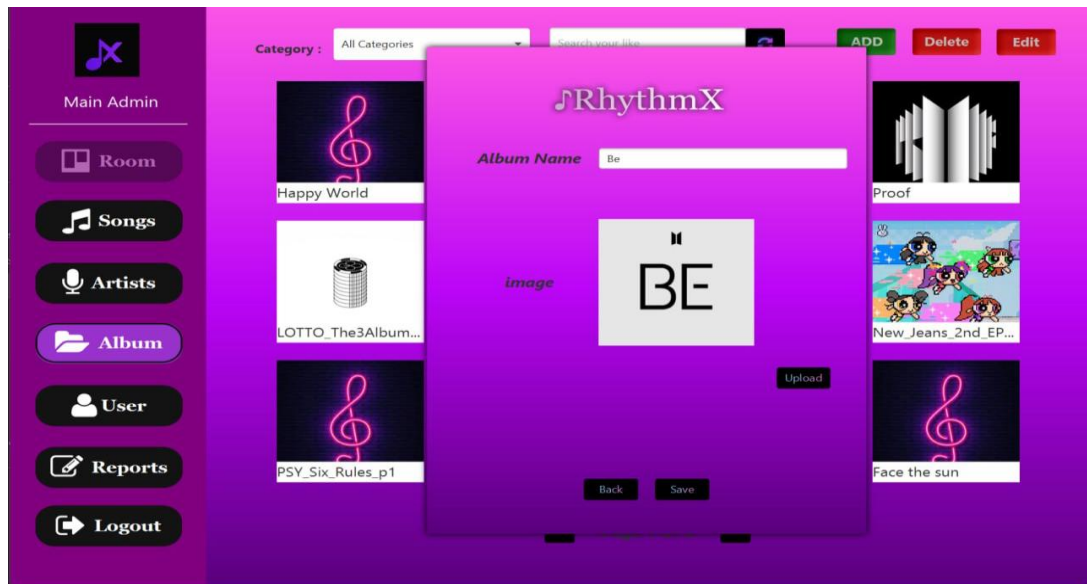 Main Admin
Room
Songs
Artists
Album
User
Reports
Logout
Category :
All Categories
Search your like
ADD
Delete
Edit
Happy World
LOTTO_The3Album...
PSY_Six_Rules_p1
Proof
New_Jeans_2nd_EP...
Face the sun
RhythmX
Album Name
Be
image
BE
Upload
Back
Save